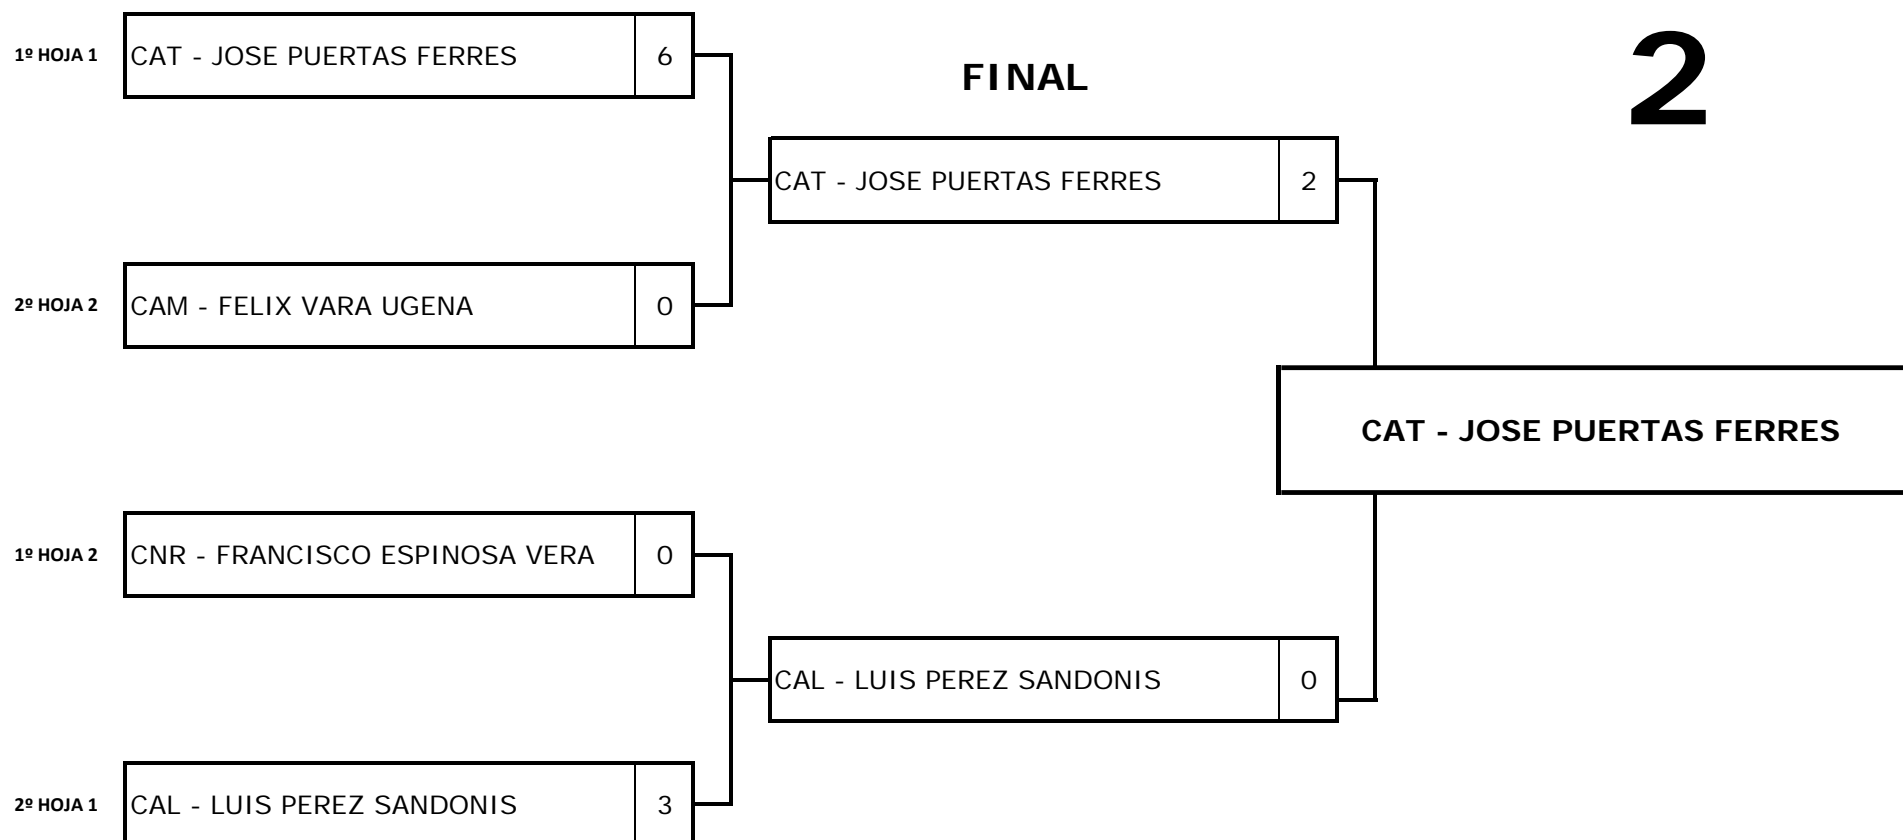 1º HOJA 1 CAT - JOSE PUERTAS FERRES 6
FINAL
2
CAT - JOSE PUERTAS FERRES 2
2º HOJA 2 CAM - FELIX VARA UGENA 0
CAT - JOSE PUERTAS FERRES
1º HOJA 2 CNR - FRANCISCO ESPINOSA VERA 0
CAL - LUIS PEREZ SANDONIS 0
2º HOJA 1 CAL - LUIS PEREZ SANDONIS 3